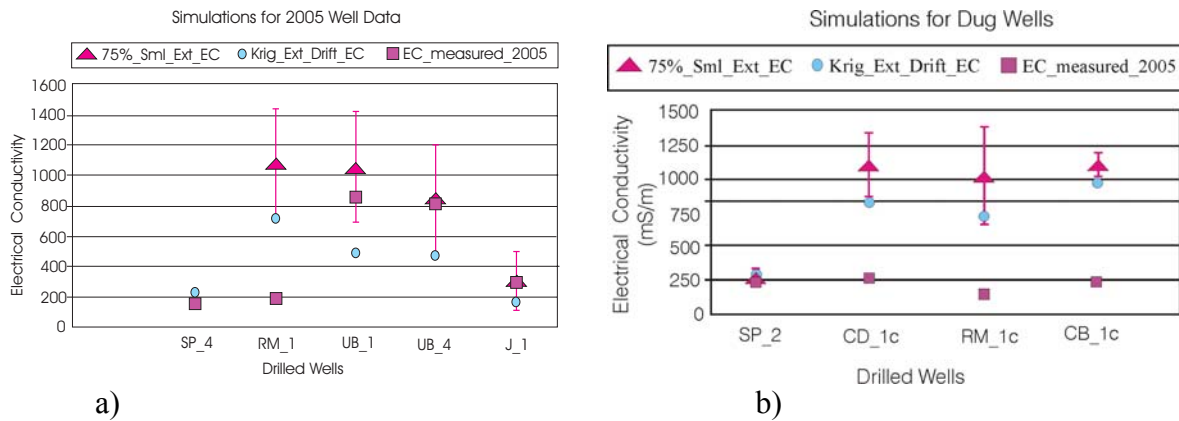 Simulations for 2005 Well Data
75%_Sml_Ext_EC Krig_Ext_Drift_EC EC_measured_2005
Electrical Conductivity
1600
1400
1200
1000
800
600
400
200
0
SP_4 RM_1 UB_1 UB_4 J_1
Drilled Wells
a)
Simulations for Dug Wells
75%_Sml_Ext_EC Krig_Ext_Drift_EC EC_measured_2005
Electrical Conductivity
(mS/m)
1500
1250
1000
750
500
250
0
SP_2 CD_1c RM_1c CB_1c
Drilled Wells
b)